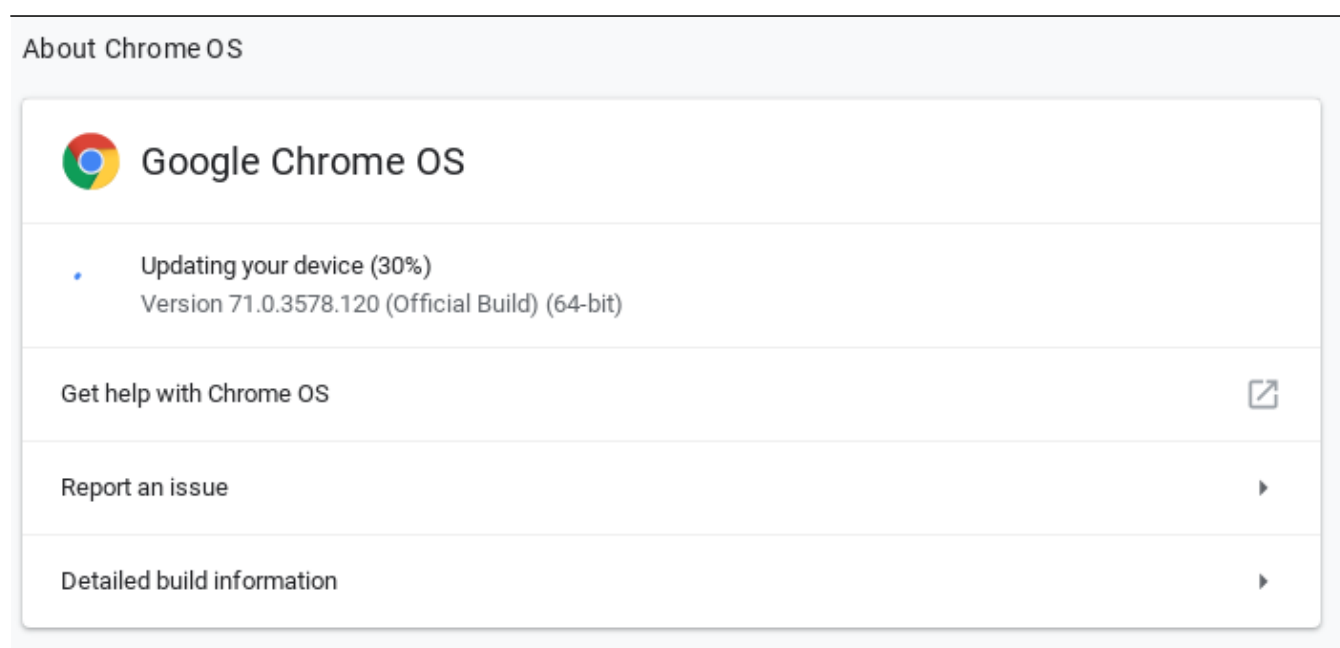 About Chrome OS
Google Chrome OS
Updating your device (30%)
Version 71.0.3578.120 (Official Build) (64-bit)
Get help with Chrome OS
Report an issue
Detailed build information